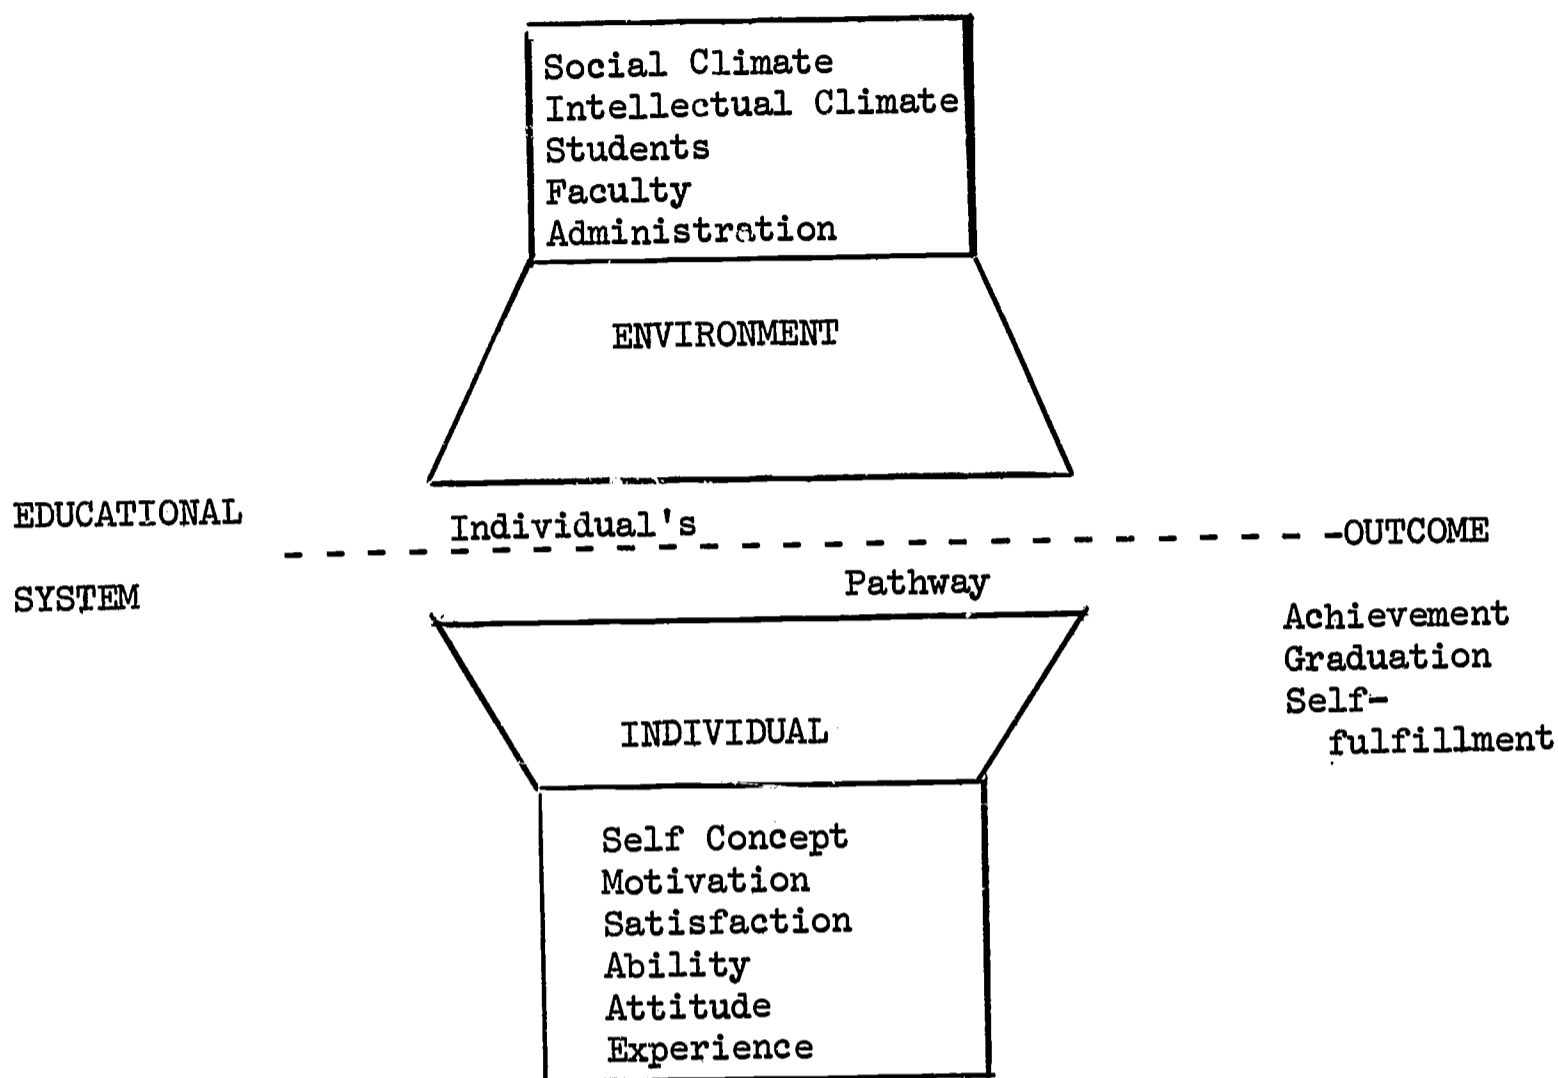 Social Climate
Intellectual Climate
Students
Faculty
Administration
ENVIRONMENT
EDUCATIONAL
SYSTEM
Individual's
Pathway
OUTCOME
Achievement
Graduation
Self-
fulfillment
INDIVIDUAL
Self Concept
Motivation
Satisfaction
Ability
Attitude
Experience